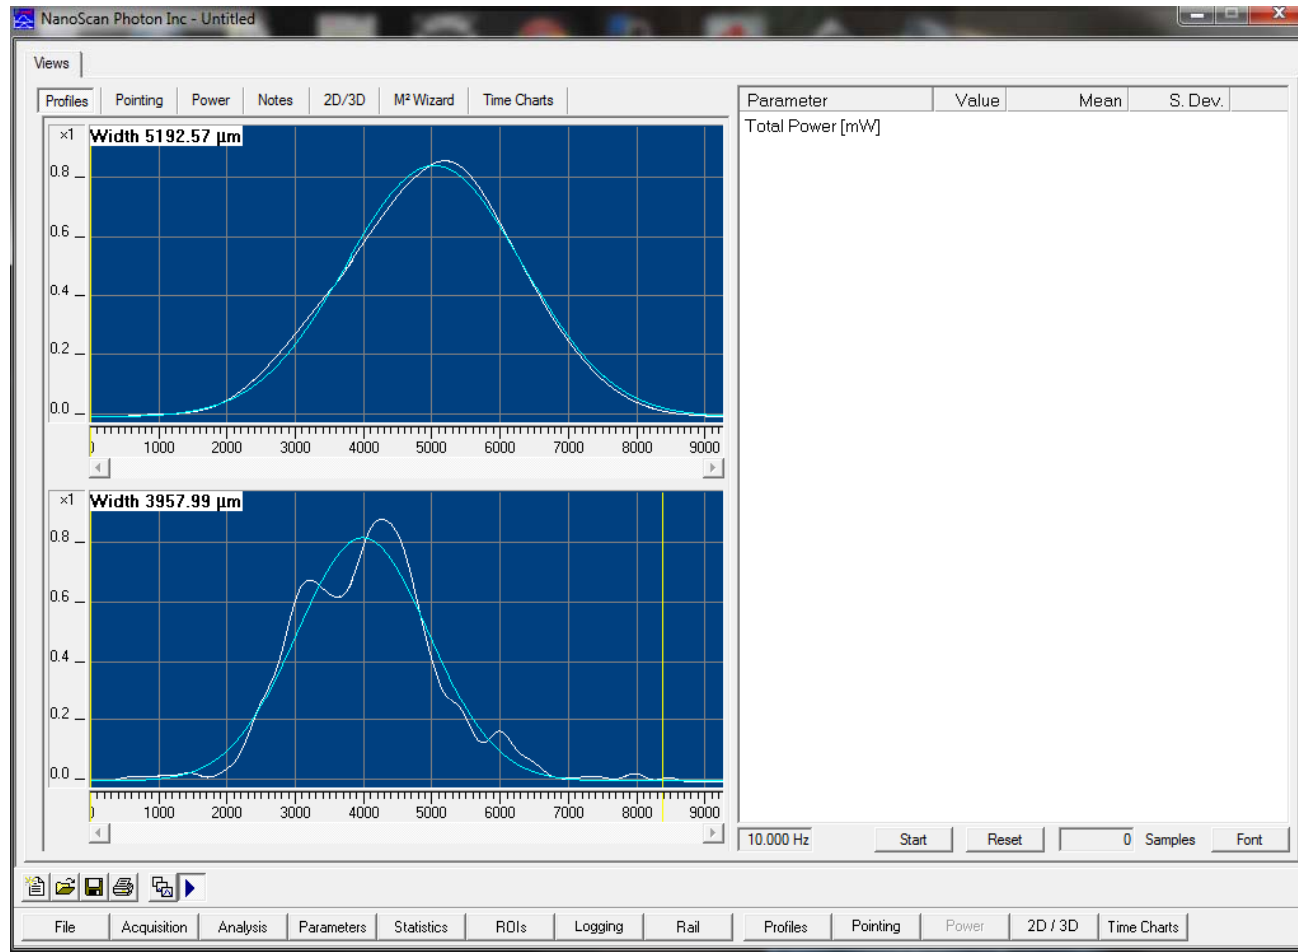 NanoScan Photon Inc - Untitled
Views
Profiles Pointing Power Notes 2D/3D M² Wizard Time Charts
Parameter Value Mean S. Dev.
Total Power [mW]
×1 Width 5192.57 µm
0.8
0.6
0.4
0.2
0.0
1000 2000 3000 4000 5000 6000 7000 8000 9000
×1 Width 3957.99 µm
0.8
0.6
0.4
0.2
0.0
1000 2000 3000 4000 5000 6000 7000 8000 9000
10.000 Hz Start Reset 0 Samples Font
File Acquisition Analysis Parameters Statistics ROIs Logging Rail Profiles Pointing Power 2D / 3D Time Charts